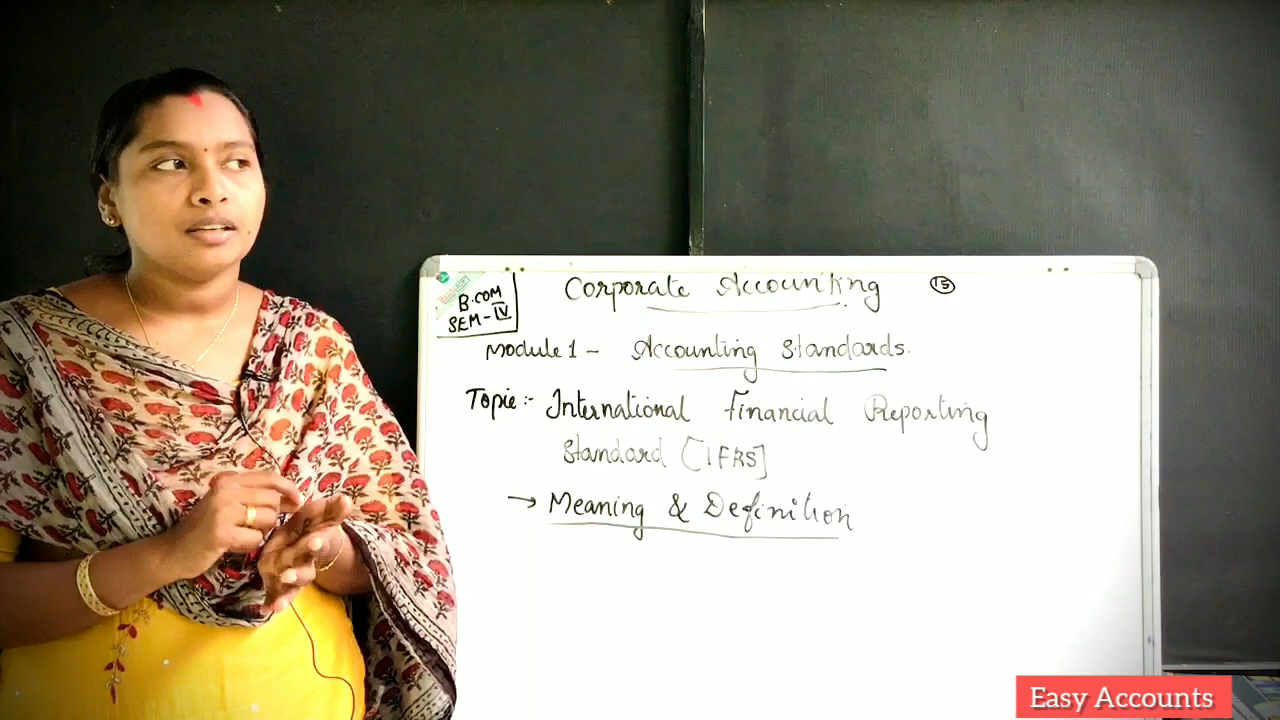 B.COM
SEM-IV
Corporate Accounting
15
Module 1 - Accounting Standards.
Topic :- International Financial Reporting
Standard [IFRS]
→ Meaning & Definition
Easy Accounts